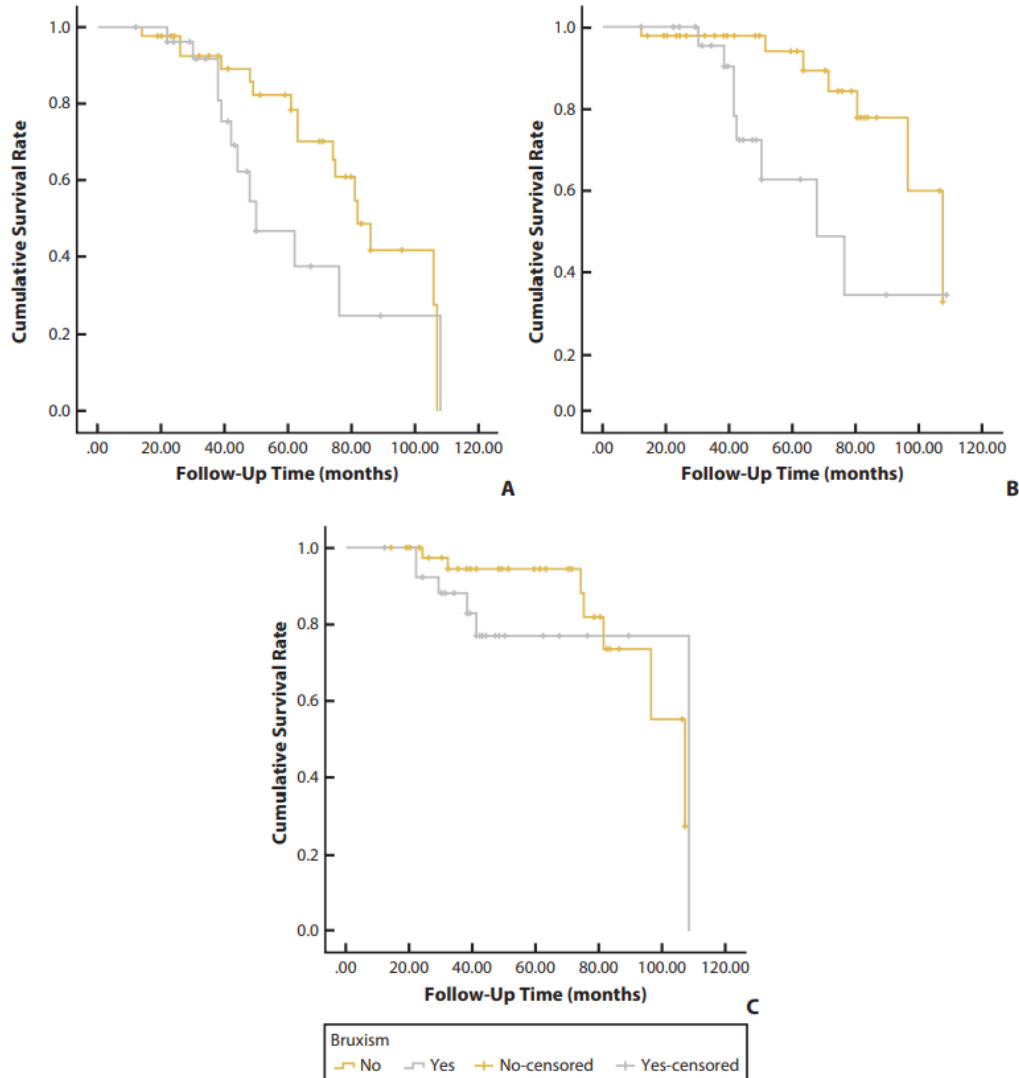 1.0
0.8
0.6
0.4
0.2
0.0
Cumulative Survival Rate
.00 20.00 40.00 60.00 80.00 100.00 120.00
Follow-Up Time (months)
A
1.0
0.8
0.6
0.4
0.2
0.0
Cumulative Survival Rate
.00 20.00 40.00 60.00 80.00 100.00 120.00
Follow-Up Time (months)
B
1.0
0.8
0.6
0.4
0.2
0.0
Cumulative Survival Rate
.00 20.00 40.00 60.00 80.00 100.00 120.00
Follow-Up Time (months)
C
Bruxism
No Yes No-censored Yes-censored